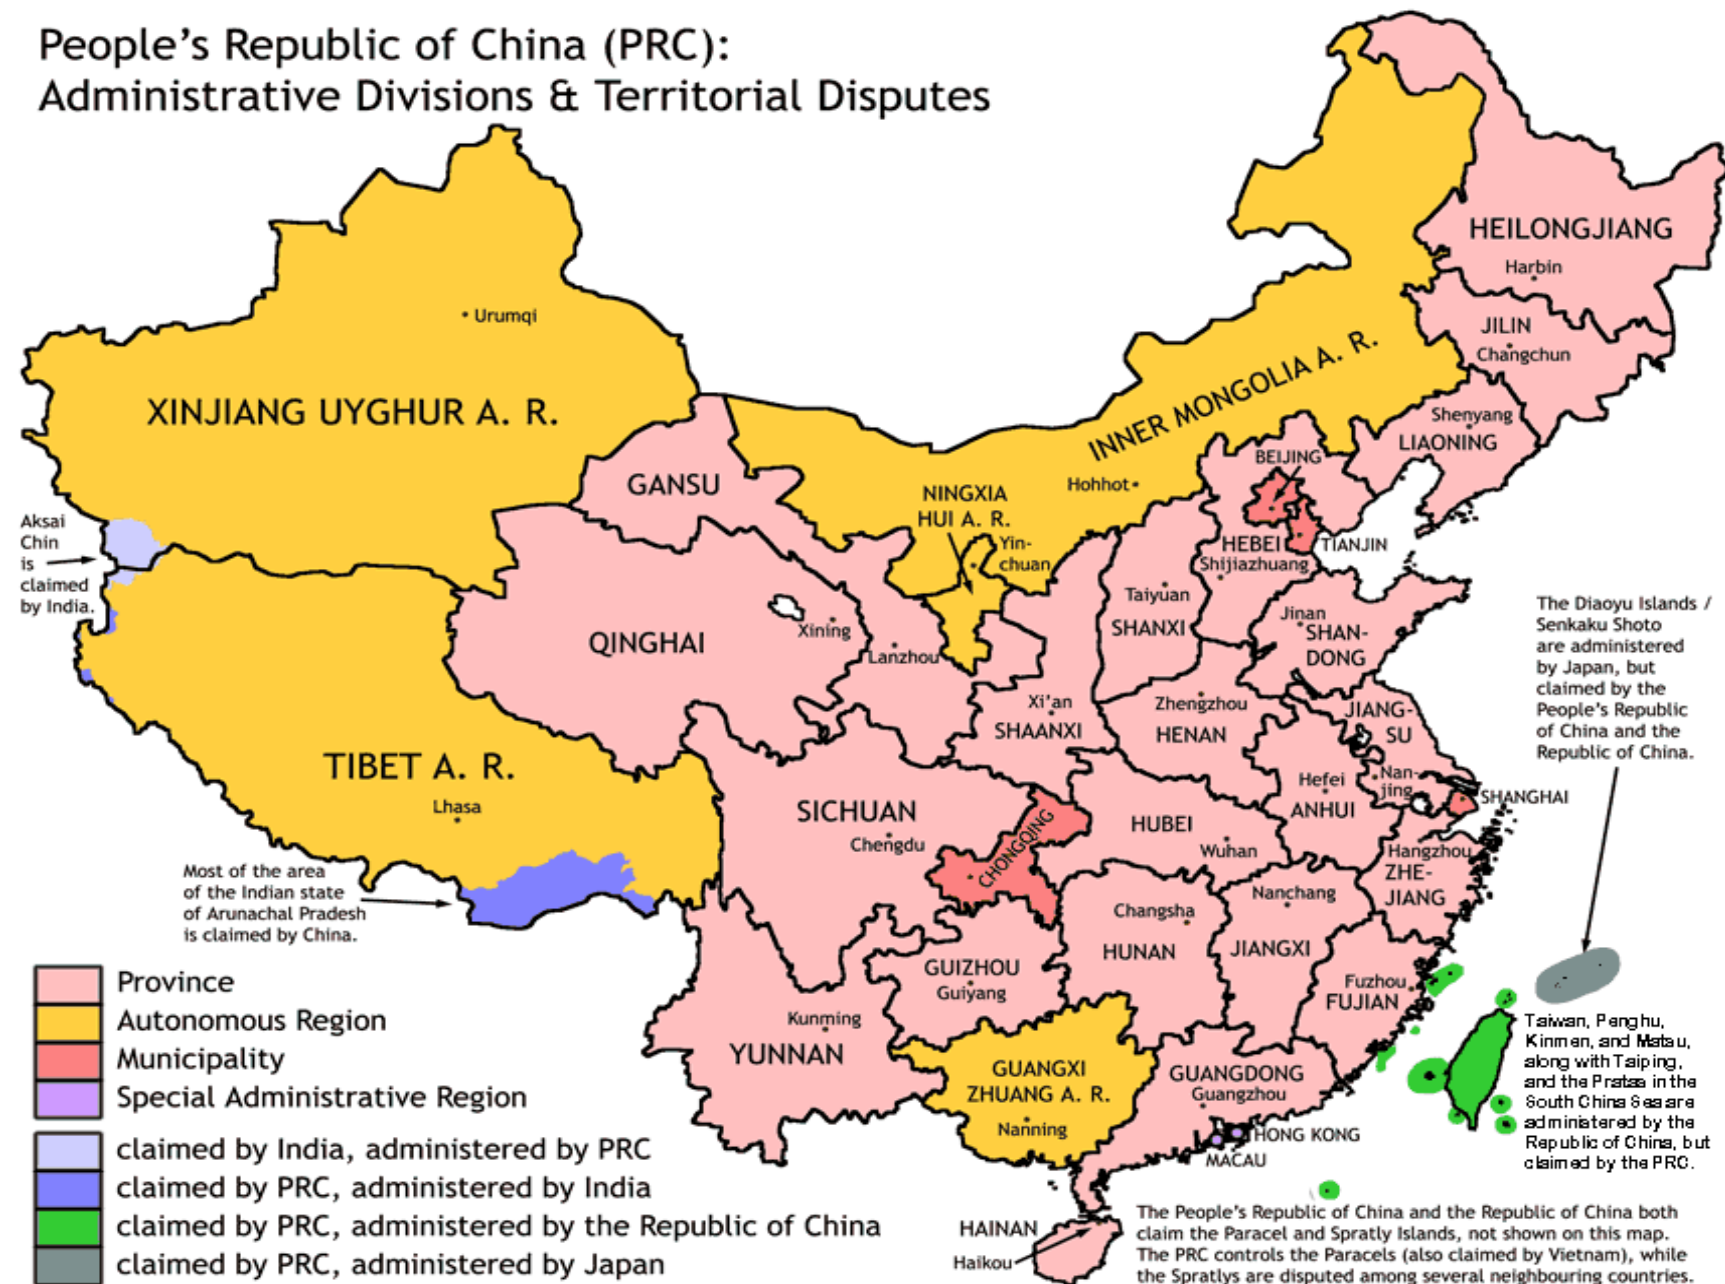 People's Republic of China (PRC):
Administrative Divisions & Territorial Disputes
HEILONGJIANG
Harbin
JILIN
Changchun
Urumqi
XINJIANG UYGHUR A. R.
INNER MONGOLIA A. R.
Hohhot
Shenyang
LIAONING
BEIJING
GANSU
NINGXIA
HUI A. R.
Yin-
chuan
HEBEI
TIANJIN
Shijiazhuang
Aksai
Chin
is
claimed
by India.
Taiyuan
SHANXI
Jinan
SHAN-
DONG
QINGHAI
Xining
Lanzhou
The Diaoyu Islands /
Senkaku Shoto
are administered
by Japan, but
claimed by the
People's Republic
of China and the
Republic of China.
Xi'an
SHAANXI
Zhengzhou
HENAN
JIANG-
SU
TIBET A. R.
Lhasa
SICHUAN
Chengdu
CHONGQING
HUBEI
Wuhan
Hefei
ANHUI
Nan-
jing
SHANGHAI
Hangzhou
ZHE-
JIANG
Most of the area
of the Indian state
of Arunachal Pradesh
is claimed by China.
Changsha
HUNAN
Nanchang
JIANGXI
GUIZHOU
Guiyang
Fuzhou
FUJIAN
Kunming
YUNNAN
GUANGXI
ZHUANG A. R.
Nanning
GUANGDONG
Guangzhou
HONG KONG
MACAU
Taiwan, Penghu,
Kinmen, and Matsu,
along with Taiping,
and the Pratas in the
South China Sea are
administered by the
Republic of China, but
claimed by the PRC.
HAINAN
Haikou
The People's Republic of China and the Republic of China both
claim the Paracel and Spratly Islands, not shown on this map.
The PRC controls the Paracels (also claimed by Vietnam), while
the Spratlys are disputed among several neighbouring countries.
Province
Autonomous Region
Municipality
Special Administrative Region
claimed by India, administered by PRC
claimed by PRC, administered by India
claimed by PRC, administered by the Republic of China
claimed by PRC, administered by Japan